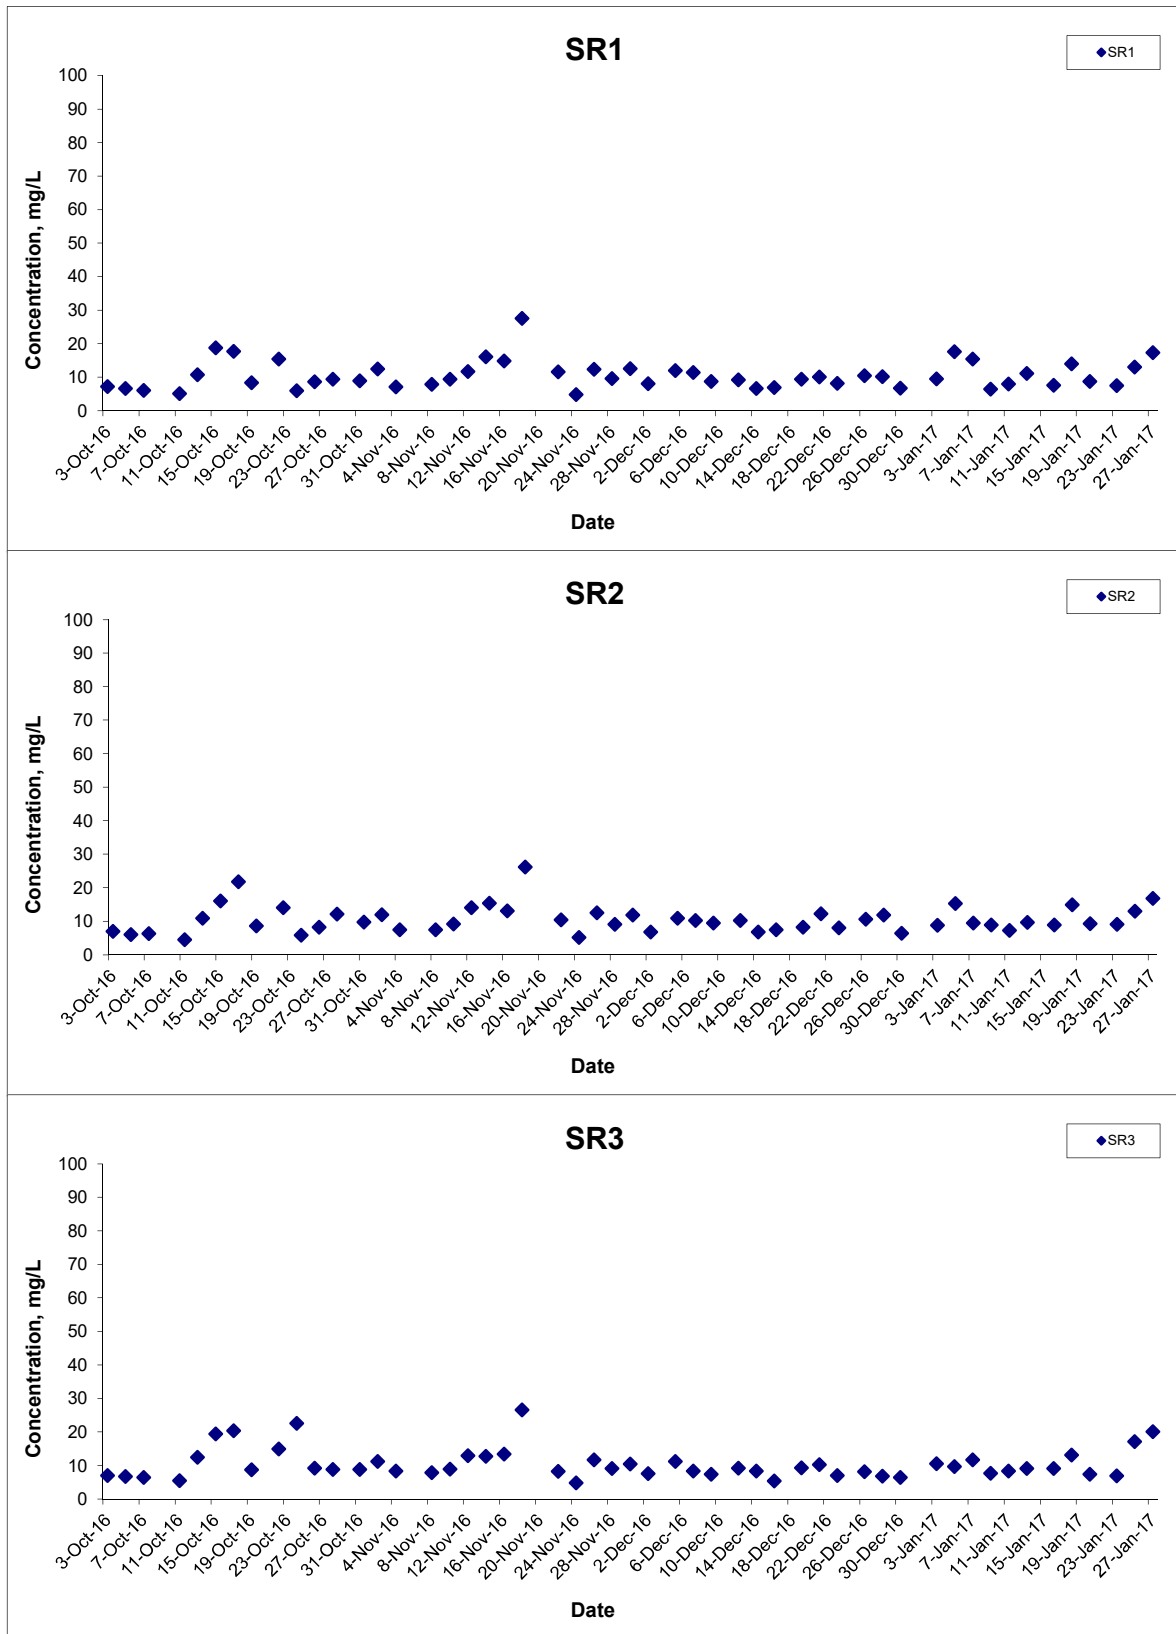 SR1
SR1
100
90
80
70
60
50
40
30
20
10
0
Concentration, mg/L
3-Oct-16
7-Oct-16
11-Oct-16
15-Oct-16
19-Oct-16
23-Oct-16
27-Oct-16
31-Oct-16
4-Nov-16
8-Nov-16
12-Nov-16
16-Nov-16
20-Nov-16
24-Nov-16
28-Nov-16
2-Dec-16
6-Dec-16
10-Dec-16
14-Dec-16
18-Dec-16
22-Dec-16
26-Dec-16
30-Dec-16
3-Jan-17
7-Jan-17
11-Jan-17
15-Jan-17
19-Jan-17
23-Jan-17
27-Jan-17
Date
SR2
SR2
100
90
80
70
60
50
40
30
20
10
0
Concentration, mg/L
3-Oct-16
7-Oct-16
11-Oct-16
15-Oct-16
19-Oct-16
23-Oct-16
27-Oct-16
31-Oct-16
4-Nov-16
8-Nov-16
12-Nov-16
16-Nov-16
20-Nov-16
24-Nov-16
28-Nov-16
2-Dec-16
6-Dec-16
10-Dec-16
14-Dec-16
18-Dec-16
22-Dec-16
26-Dec-16
30-Dec-16
3-Jan-17
7-Jan-17
11-Jan-17
15-Jan-17
19-Jan-17
23-Jan-17
27-Jan-17
Date
SR3
SR3
100
90
80
70
60
50
40
30
20
10
0
Concentration, mg/L
3-Oct-16
7-Oct-16
11-Oct-16
15-Oct-16
19-Oct-16
23-Oct-16
27-Oct-16
31-Oct-16
4-Nov-16
8-Nov-16
12-Nov-16
16-Nov-16
20-Nov-16
24-Nov-16
28-Nov-16
2-Dec-16
6-Dec-16
10-Dec-16
14-Dec-16
18-Dec-16
22-Dec-16
26-Dec-16
30-Dec-16
3-Jan-17
7-Jan-17
11-Jan-17
15-Jan-17
19-Jan-17
23-Jan-17
27-Jan-17
Date